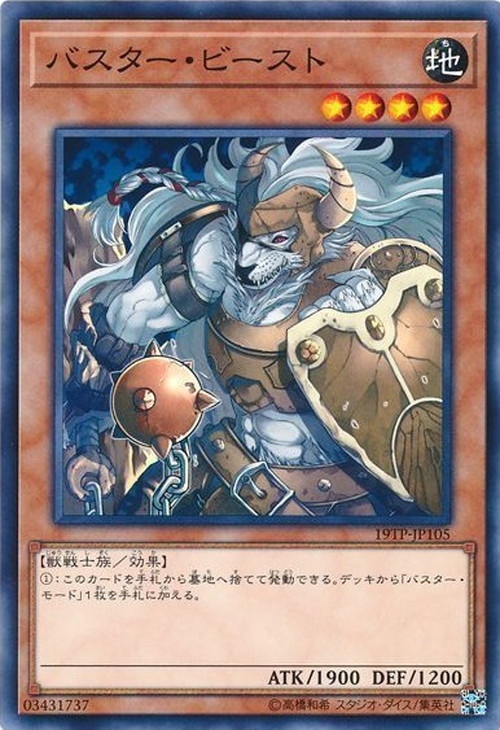 バスター・ビースト
地
19TP-JP105
【獣戦士族／効果】
①：このカードを手札から墓地へ捨てて発動できる。デッキから「バスター・
モード」1枚を手札に加える。
ATK/1900 DEF/1200
03431737
©高橋和希 スタジオ・ダイス/集英社